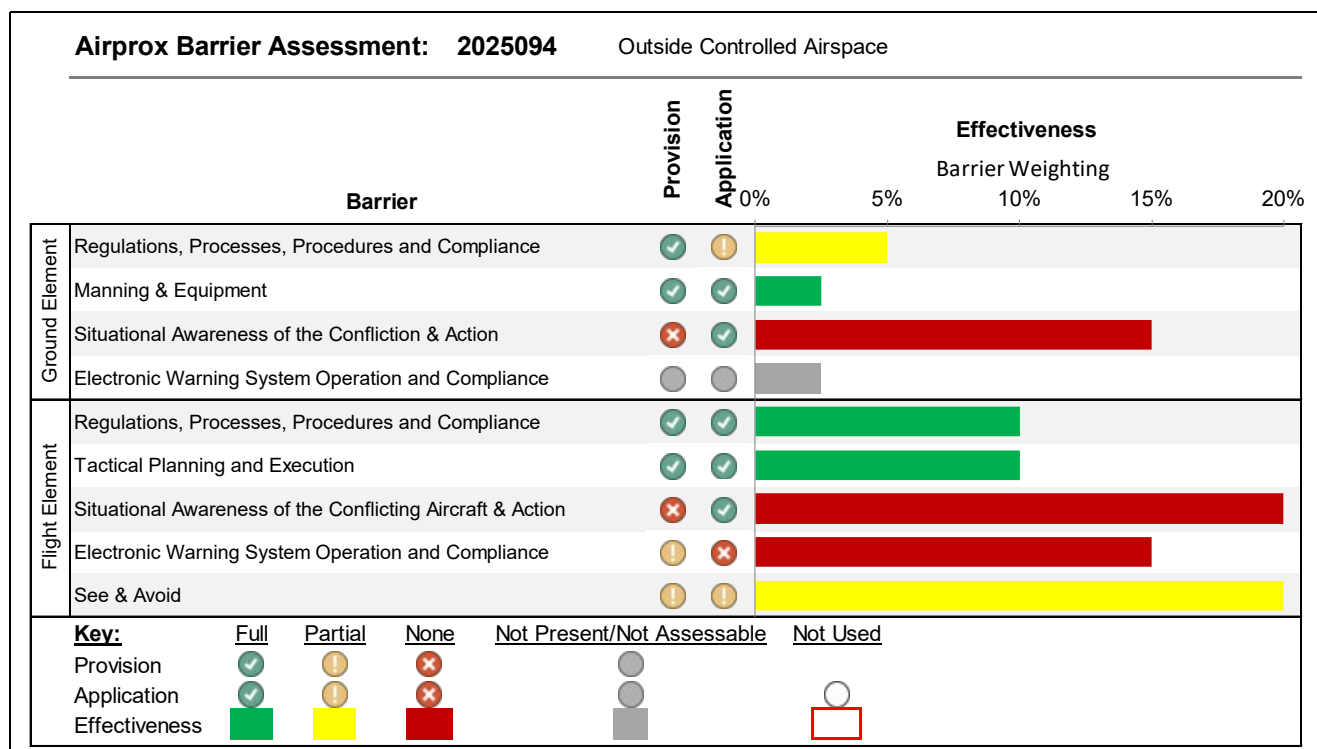 Airprox Barrier Assessment: 2025094 Outside Controlled Airspace
Provision
Application
Effectiveness
Barrier Weighting
Barrier
0% 5% 10% 15% 20%
Ground Element
Regulations, Processes, Procedures and Compliance
Manning & Equipment
Situational Awareness of the Confliction & Action
Electronic Warning System Operation and Compliance
Flight Element
Regulations, Processes, Procedures and Compliance
Tactical Planning and Execution
Situational Awareness of the Conflicting Aircraft & Action
Electronic Warning System Operation and Compliance
See & Avoid
Key: Full Partial None Not Present/Not Assessable Not Used
Provision
Application
Effectiveness